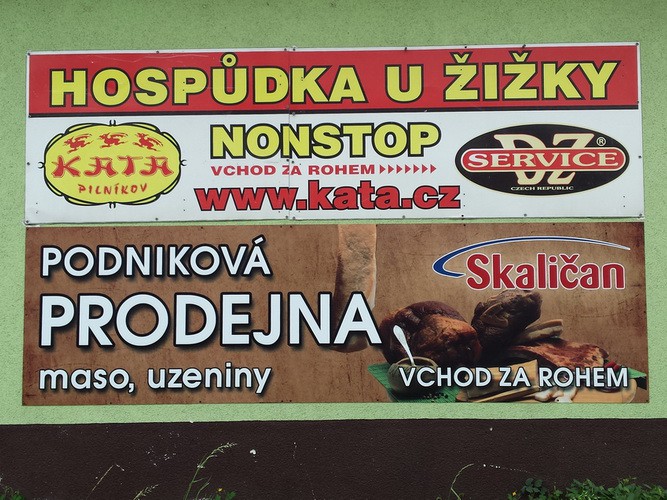 HOSPŮDKA U ŽIŽKY
KATA
PILNÍKOV
NONSTOP
VCHOD ZA ROHEM
www.kata.cz
DZ
SERVICE®
CZECH REPUBLIC
PODNIKOVÁ
PRODEJNA
maso, uzeniny
Skaličan
VCHOD ZA ROHEM